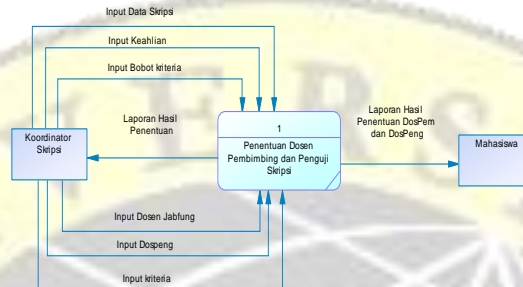 Input Data Skripsi
Input Keahlian
Input Bobot kriteria
Laporan Hasil
Penentuan
Koordinator
Skripsi
1
Penentuan Dosen
Pembimbing dan Penguji
Skripsi
Laporan Hasil
Penentuan DosPem
dan DosPeng
Mahasiswa
Input Dosen Jabfung
Input Dospeng
Input kriteria